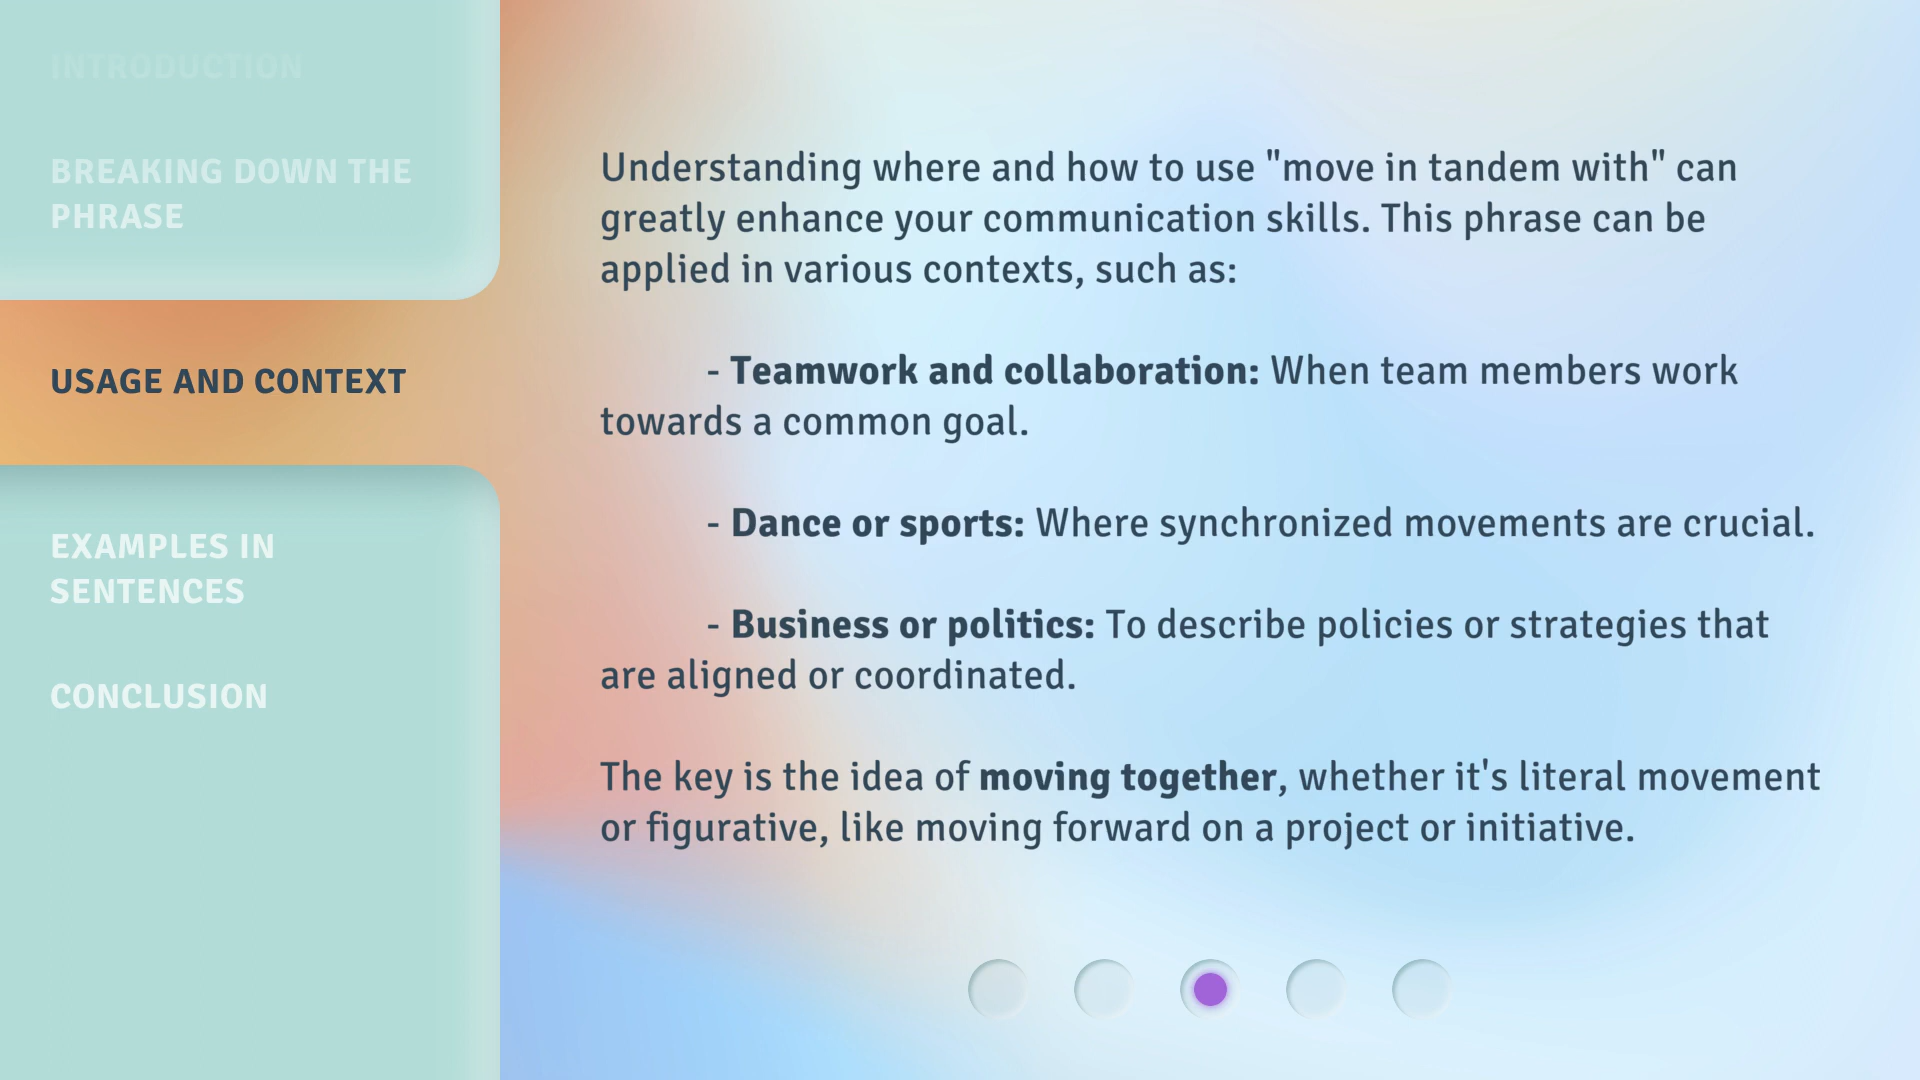 INTRODUCTION
BREAKING DOWN THE
PHRASE
USAGE AND CONTEXT
EXAMPLES IN
SENTENCES
CONCLUSION
Understanding where and how to use "move in tandem with" can
greatly enhance your communication skills. This phrase can be
applied in various contexts, such as:
- Teamwork and collaboration: When team members work
towards a common goal.
- Dance or sports: Where synchronized movements are crucial.
- Business or politics: To describe policies or strategies that
are aligned or coordinated.
The key is the idea of moving together, whether it's literal movement
or figurative, like moving forward on a project or initiative.